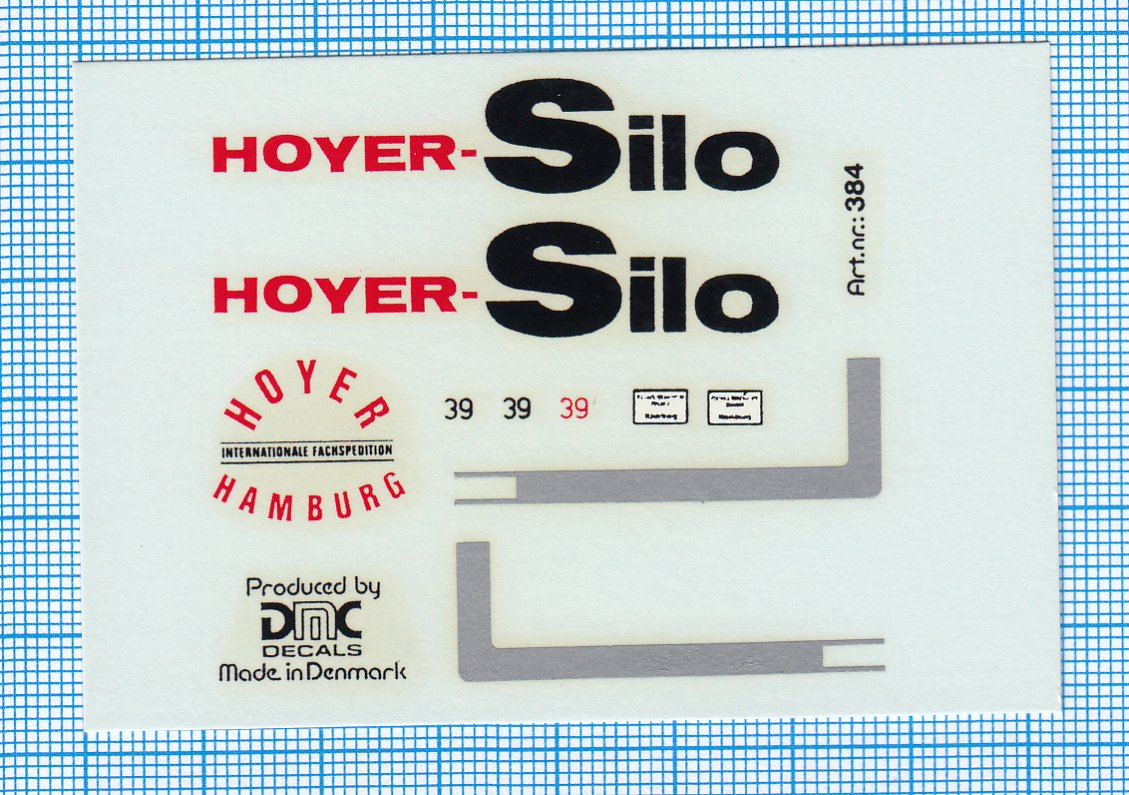 HOYER-Silo
HOYER-Silo
Art.nr.: 384
HOYER
INTERNATIONALE FACHSPEDITION
HAMBURG
39 39 39
Produced by
DMC
DECALS
Made in Denmark